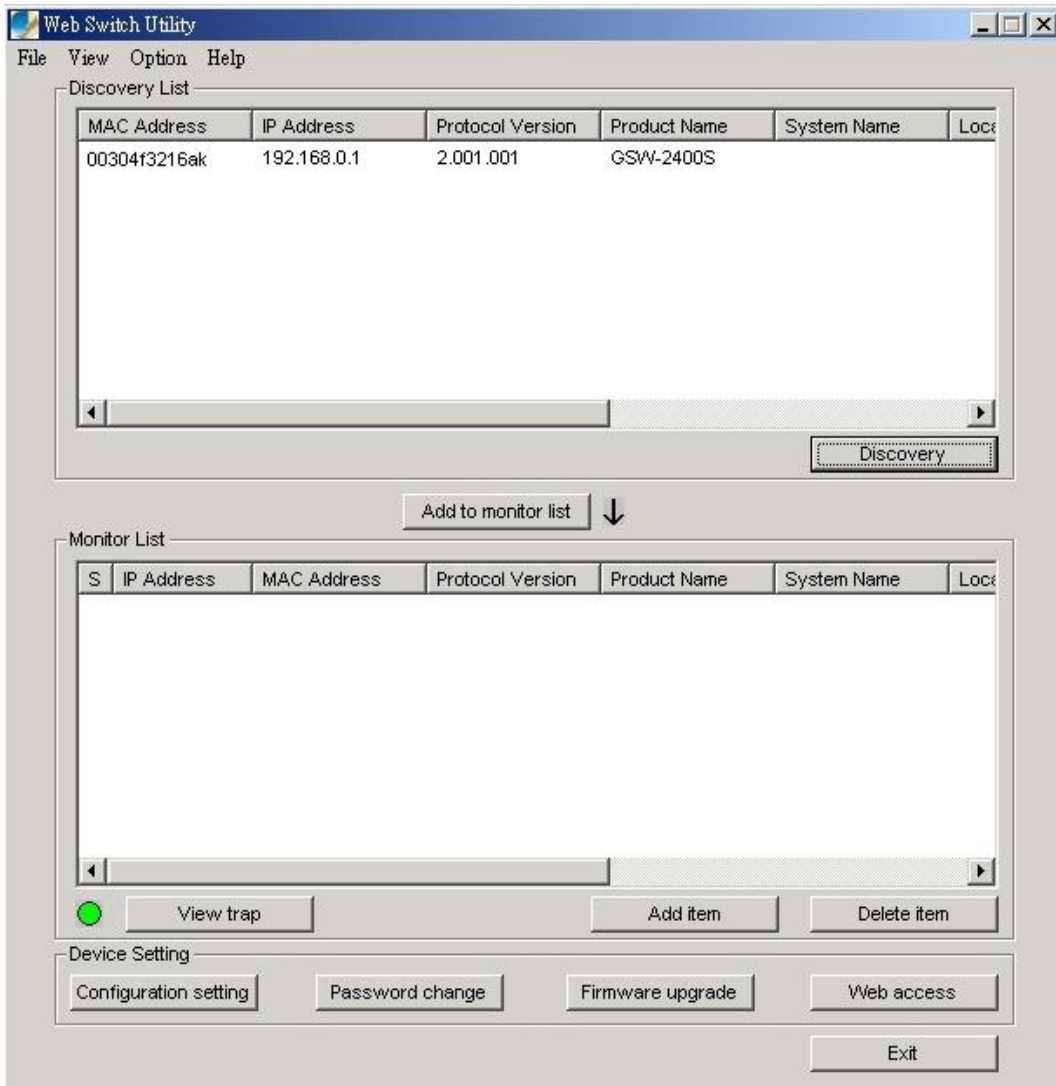 Web Switch Utility
File View Option Help
Discovery List
MAC Address IP Address Protocol Version Product Name System Name Loca
00304f3216ak 192.168.0.1 2.001.001 GSW-2400S
Discovery
Add to monitor list
Monitor List
S IP Address MAC Address Protocol Version Product Name System Name Loca
View trap Add item Delete item
Device Setting
Configuration setting Password change Firmware upgrade Web access
Exit